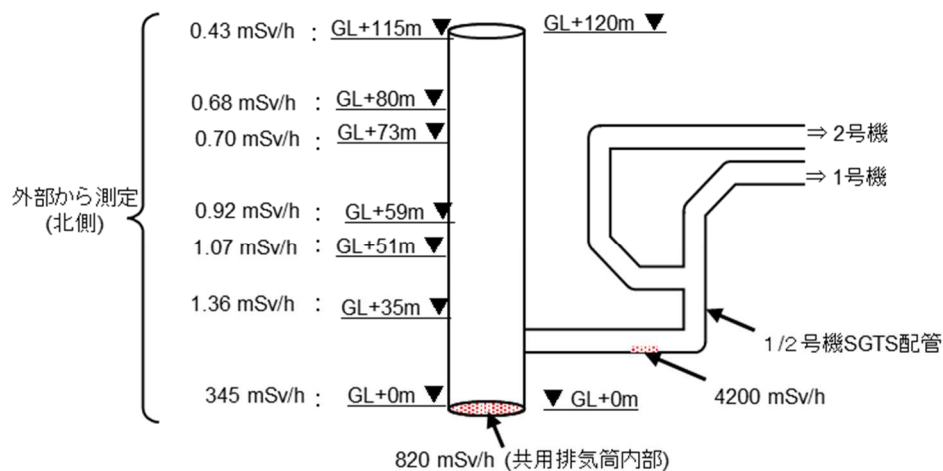 0.43 mSv/h : GL+115m ▼
GL+120m ▼
0.68 mSv/h : GL+80m ▼
0.70 mSv/h : GL+73m ▼
⇒ 2号機
⇒ 1号機
外部から測定
(北側)
0.92 mSv/h : GL+59m ▼
1.07 mSv/h : GL+51m ▼
1.36 mSv/h : GL+35m ▼
1/2号機SGTS配管
4200 mSv/h
345 mSv/h : GL+0m ▼
▼ GL+0m
820 mSv/h (共用排気筒内部)